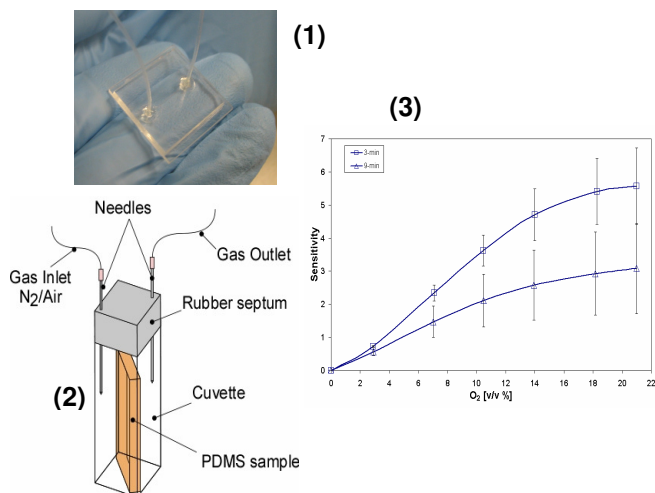 (1)
(3)
Needles
Gas Outlet
Gas Inlet
N2/Air
Rubber septum
(2)
Cuvette
PDMS sample
7
6
5
4
3
2
1
0
Sensitivity
3-min
9-min
0 2 4 6 8 10 12 14 16 18 20 22
O2 [v/v %]